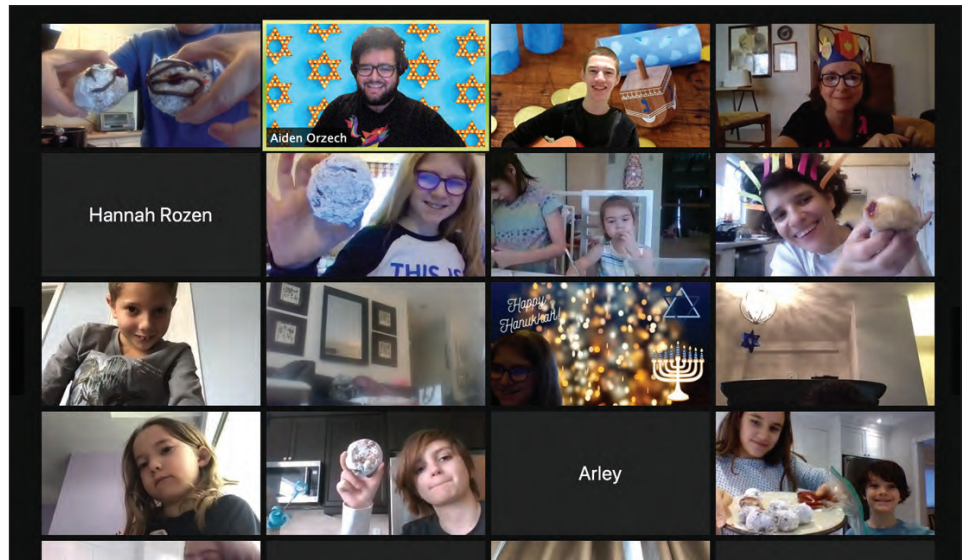 Aiden Orzech
Hannah Rozen
THIS IS
Happy
Hanukkah!
Arley